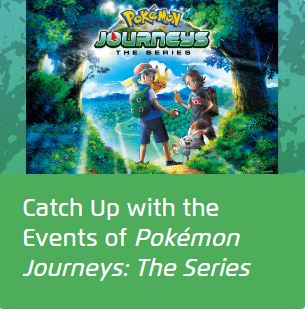 POKÉMON
JOURNEYS
THE SERIES
Catch Up with the
Events of Pokémon
Journeys: The Series